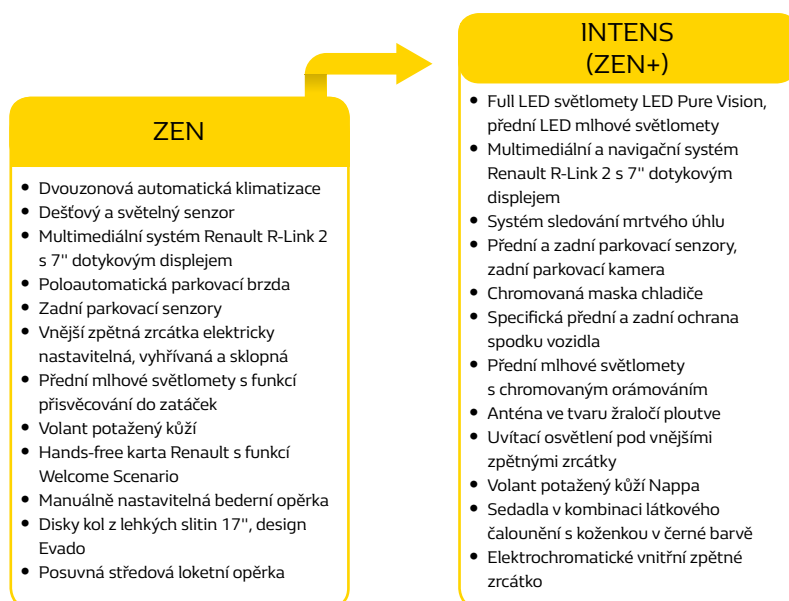 ZEN
• Dvouzonová automatická klimatizace
• Dešťový a světelný senzor
• Multimediální systém Renault R-Link 2
s 7" dotykovým displejem
• Poloautomatická parkovací brzda
• Zadní parkovací senzory
• Vnější zpětná zrcátka elektricky
nastavitelná, vyhřívaná a sklopná
• Přední mlhové světlomety s funkcí
přisvěcování do zatáček
• Volant potažený kůží
• Hands-free karta Renault s funkcí
Welcome Scenario
• Manuálně nastavitelná bederní opěrka
• Disky kol z lehkých slitin 17", design
Evado
• Posuvná středová loketní opěrka
INTENS
(ZEN+)
• Full LED světlomety LED Pure Vision,
přední LED mlhové světlomety
• Multimediální a navigační systém
Renault R-Link 2 s 7" dotykovým
displejem
• Systém sledování mrtvého úhlu
• Přední a zadní parkovací senzory,
zadní parkovací kamera
• Chromovaná maska chladiče
• Specifická přední a zadní ochrana
spodku vozidla
• Přední mlhové světlomety
s chromovaným orámováním
• Anténa ve tvaru žraločí ploutve
• Uvítací osvětlení pod vnějšími
zpětnými zrcátky
• Volant potažený kůží Nappa
• Sedadla v kombinaci látkového
čalounění s koženkou v černé barvě
• Elektrochromatické vnitřní zpětné
zrcátko